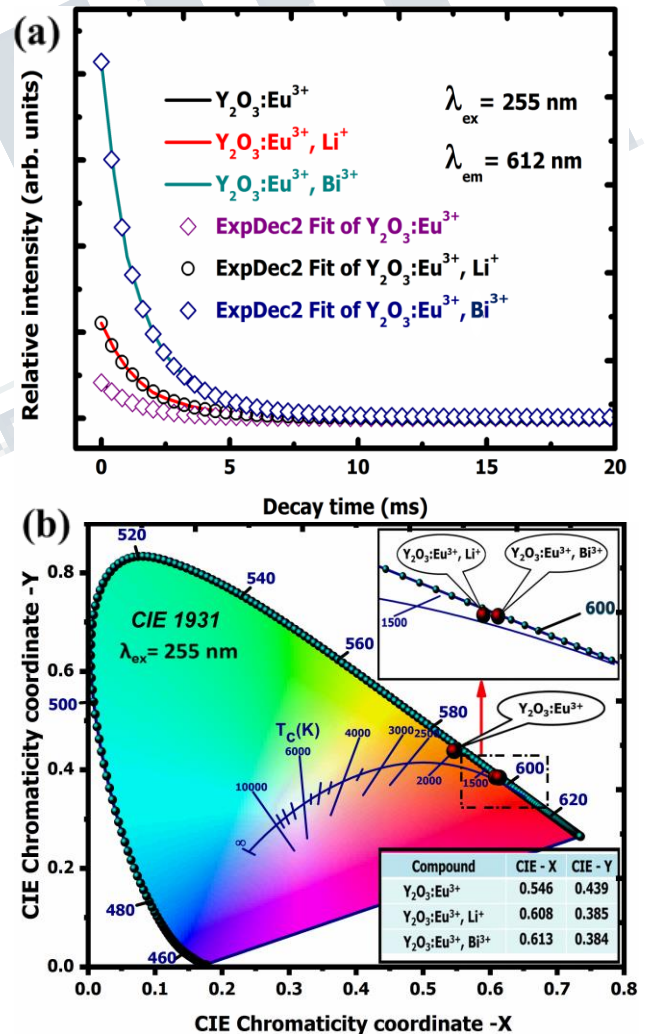 (a)
Y₂O₃:Eu³⁺
Y₂O₃:Eu³⁺, Li⁺
Y₂O₃:Eu³⁺, Bi³⁺
ExpDec2 Fit of Y₂O₃:Eu³⁺
ExpDec2 Fit of Y₂O₃:Eu³⁺, Li⁺
ExpDec2 Fit of Y₂O₃:Eu³⁺, Bi³⁺
λex = 255 nm
λem = 612 nm
Relative intensity (arb. units)
0 5 10 15 20
Decay time (ms)
(b)
CIE Chromaticity coordinate -Y
0.8
0.6
0.4
0.2
0.0
0.0 0.1 0.2 0.3 0.4 0.5 0.6 0.7 0.8
CIE Chromaticity coordinate -X
CIE 1931
λex = 255 nm
520
540
560
580
600
620
500
480
460
Tc(K)
∞
10000
6000
4000
3000
2500
2000
1500
Y₂O₃:Eu³⁺
Y₂O₃:Eu³⁺, Li⁺
Y₂O₃:Eu³⁺, Bi³⁺
1500
600
Compound CIE - X CIE - Y
Y₂O₃:Eu³⁺ 0.546 0.439
Y₂O₃:Eu³⁺, Li⁺ 0.608 0.385
Y₂O₃:Eu³⁺, Bi³⁺ 0.613 0.384